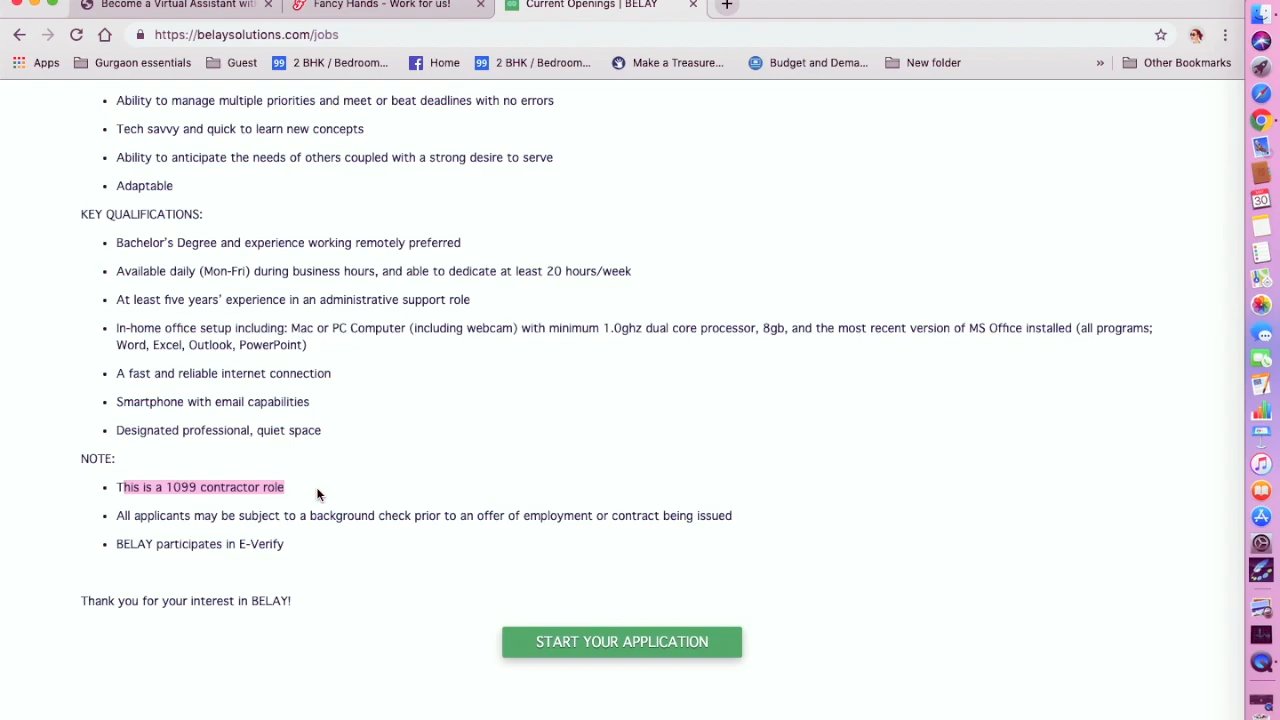 Become a Virtual Assistant with
Fancy Hands - Work for us!
Current Openings | BELAY
https://belaysolutions.com/jobs
Apps
Gurgaon essentials
Guest
99 2 BHK / Bedroom...
Home
99 2 BHK / Bedroom...
Make a Treasure...
Budget and Dema...
New folder
»
Other Bookmarks
• Ability to manage multiple priorities and meet or beat deadlines with no errors
• Tech savvy and quick to learn new concepts
• Ability to anticipate the needs of others coupled with a strong desire to serve
• Adaptable
KEY QUALIFICATIONS:
• Bachelor's Degree and experience working remotely preferred
• Available daily (Mon-Fri) during business hours, and able to dedicate at least 20 hours/week
• At least five years' experience in an administrative support role
• In-home office setup including: Mac or PC Computer (including webcam) with minimum 1.0ghz dual core processor, 8gb, and the most recent version of MS Office installed (all programs;
Word, Excel, Outlook, PowerPoint)
• A fast and reliable internet connection
• Smartphone with email capabilities
• Designated professional, quiet space
NOTE:
• This is a 1099 contractor role
• All applicants may be subject to a background check prior to an offer of employment or contract being issued
• BELAY participates in E-Verify
Thank you for your interest in BELAY!
START YOUR APPLICATION
30